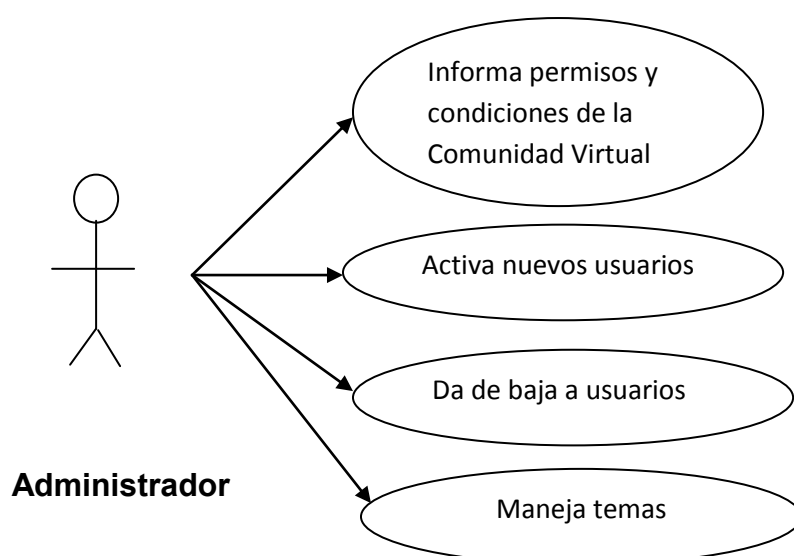 Informa permisos y
condiciones de la
Comunidad Virtual
Activa nuevos usuarios
Da de baja a usuarios
Administrador
Maneja temas